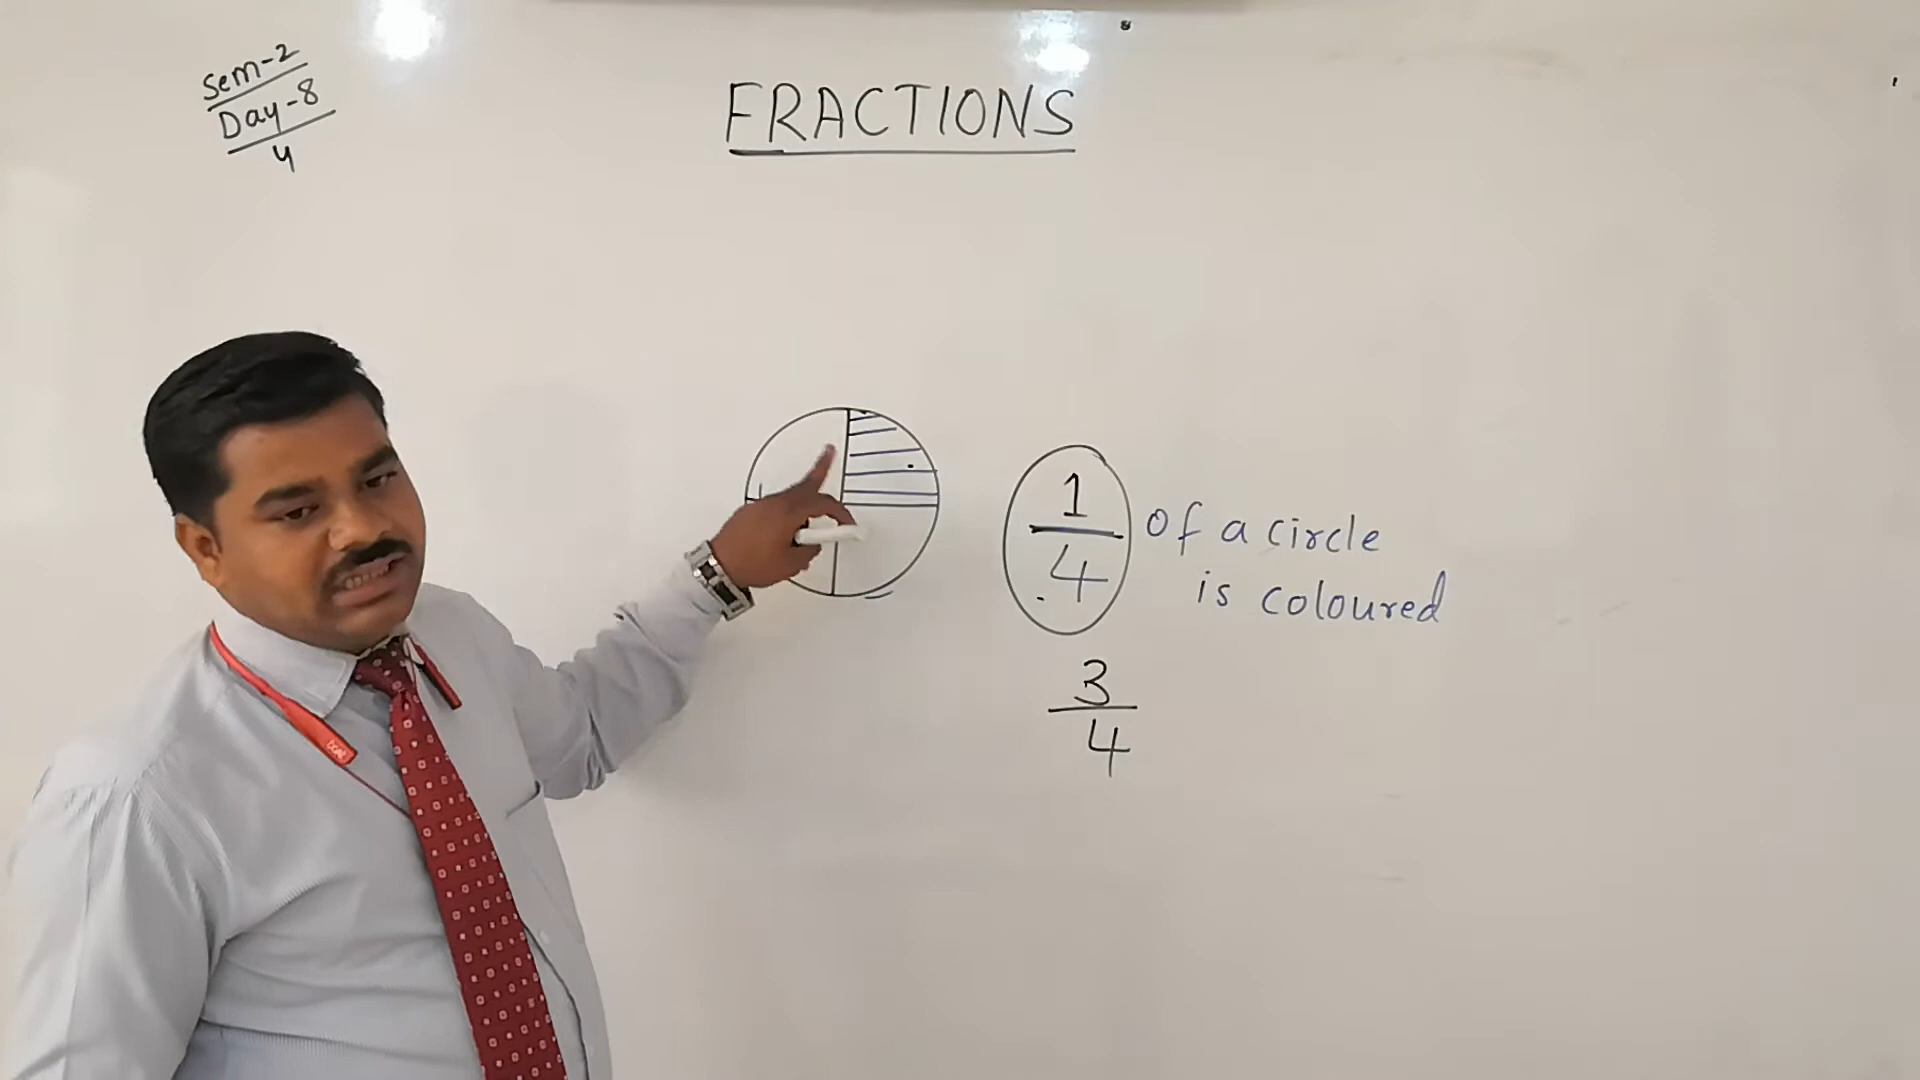 Sem-2
Day-8
4
FRACTIONS
1
4
of a circle
is coloured
3
4